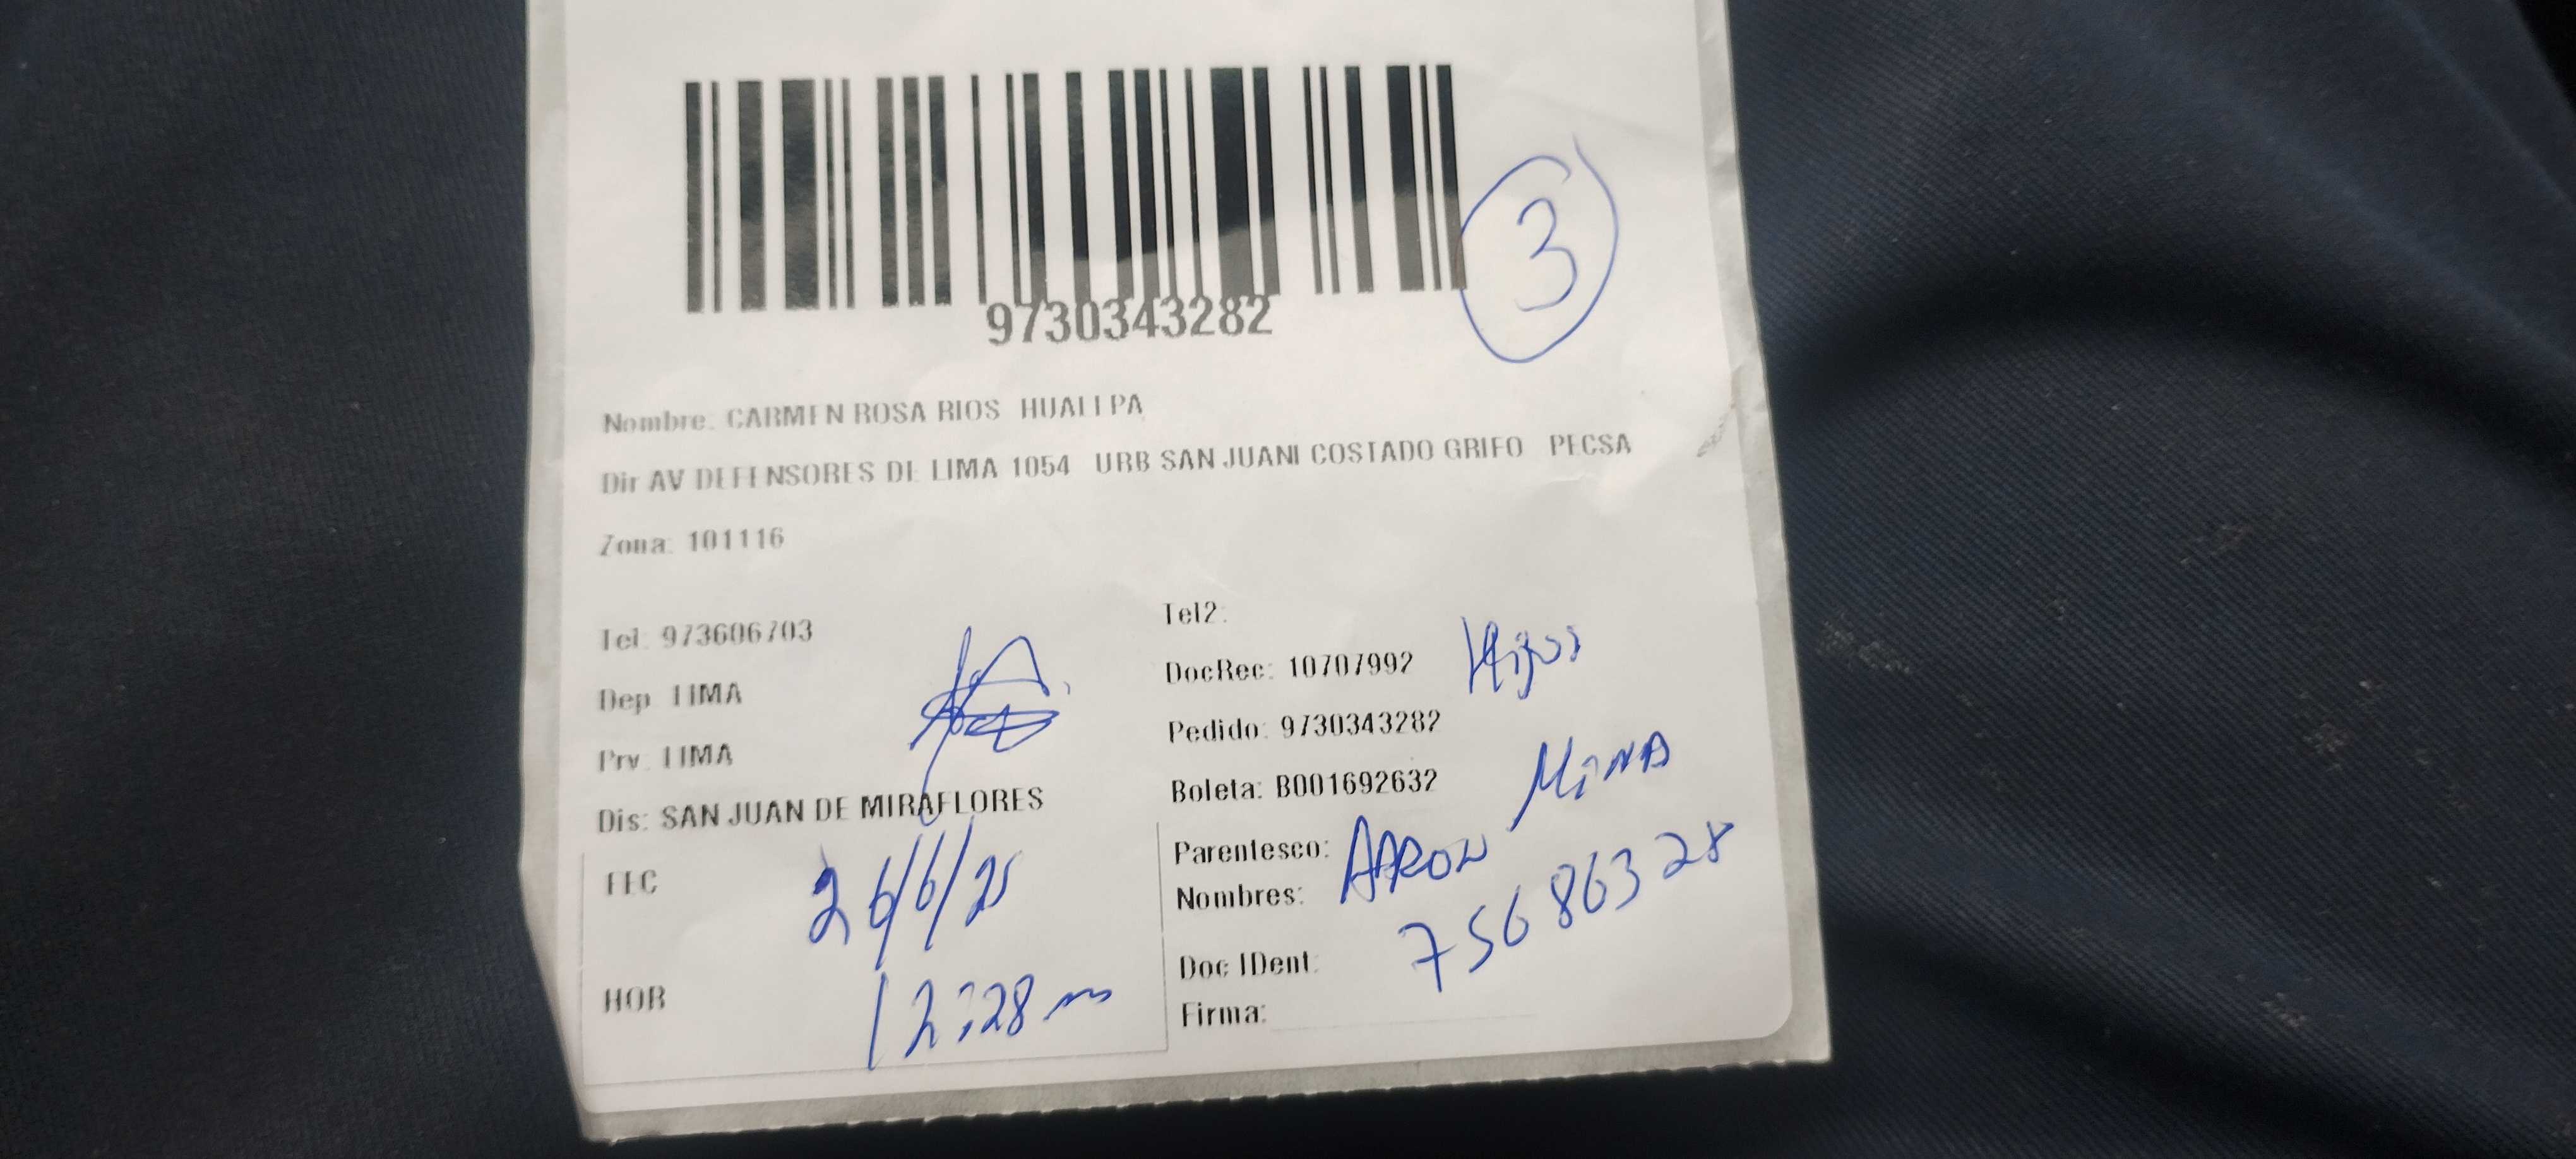 3
9730343282
Nombre: CARMEN ROSA RIOS HUALLPA
Dir AV DEFENSORES DE LIMA 1054 URB SAN JUANI COSTADO GRIFO PECSA
Zona: 101116
Tel: 973606703
Tel2:
Dep LIMA
DocRec: 10707992
Prv LIMA
Pedido: 9730343282
Dis: SAN JUAN DE MIRAFLORES
Boleta: B001692632
FEC 26/6/25
Parentesco:
Nombres: AARON MINA
HOR 12:28 m
Doc IDent: 75686328
Firma: